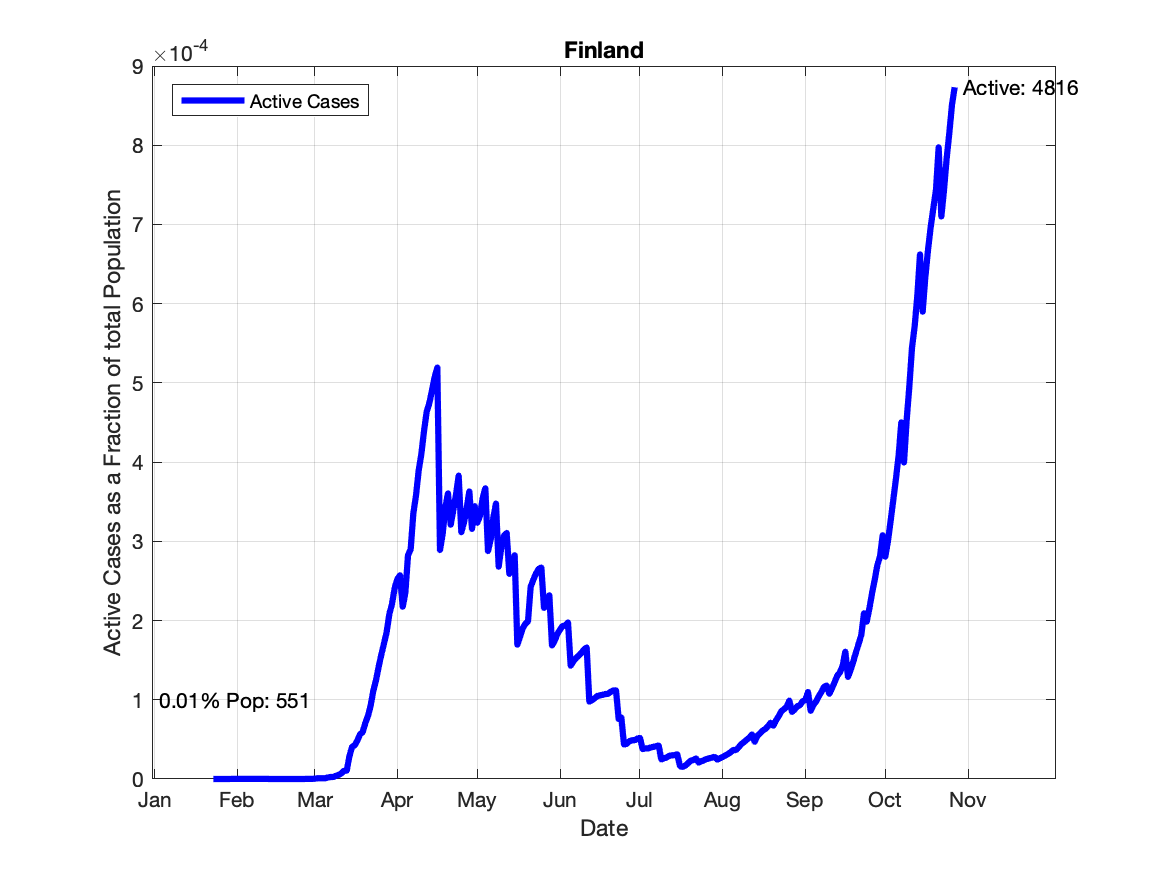 Finland
×10-4
9
8
7
6
5
4
3
2
1
0
Active Cases as a Fraction of total Population
Active Cases
Active: 4816
0.01% Pop: 551
Jan Feb Mar Apr May Jun Jul Aug Sep Oct Nov
Date